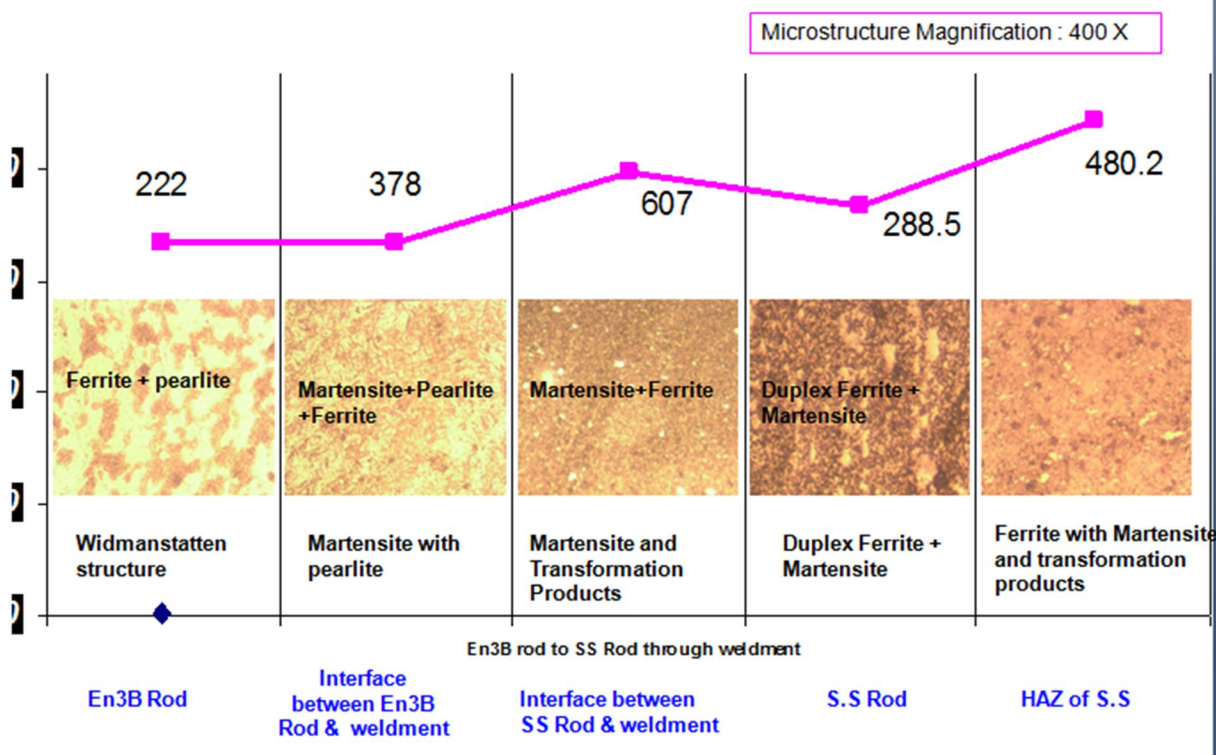 Microstructure Magnification : 400 X
222
378
607
288.5
480.2
Ferrite + pearlite
Martensite+Pearlite
+Ferrite
Martensite+Ferrite
Duplex Ferrite +
Martensite
Widmanstatten
structure
Martensite with
pearlite
Martensite and
Transformation
Products
Duplex Ferrite +
Martensite
Ferrite with Martensite
and transformation
products
En3B rod to SS Rod through weldment
En3B Rod
Interface
between En3B
Rod & weldment
Interface between
SS Rod & weldment
S.S Rod
HAZ of S.S